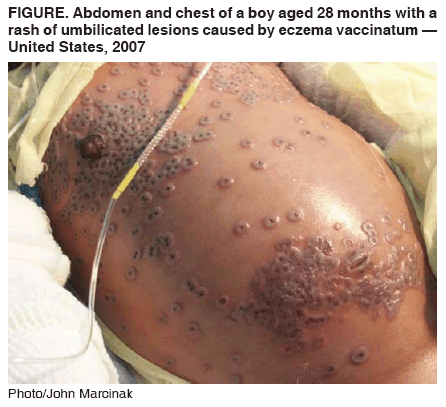 FIGURE. Abdomen and chest of a boy aged 28 months with a
rash of umbilicated lesions caused by eczema vaccinatum —
United States, 2007
Photo/John Marcinak